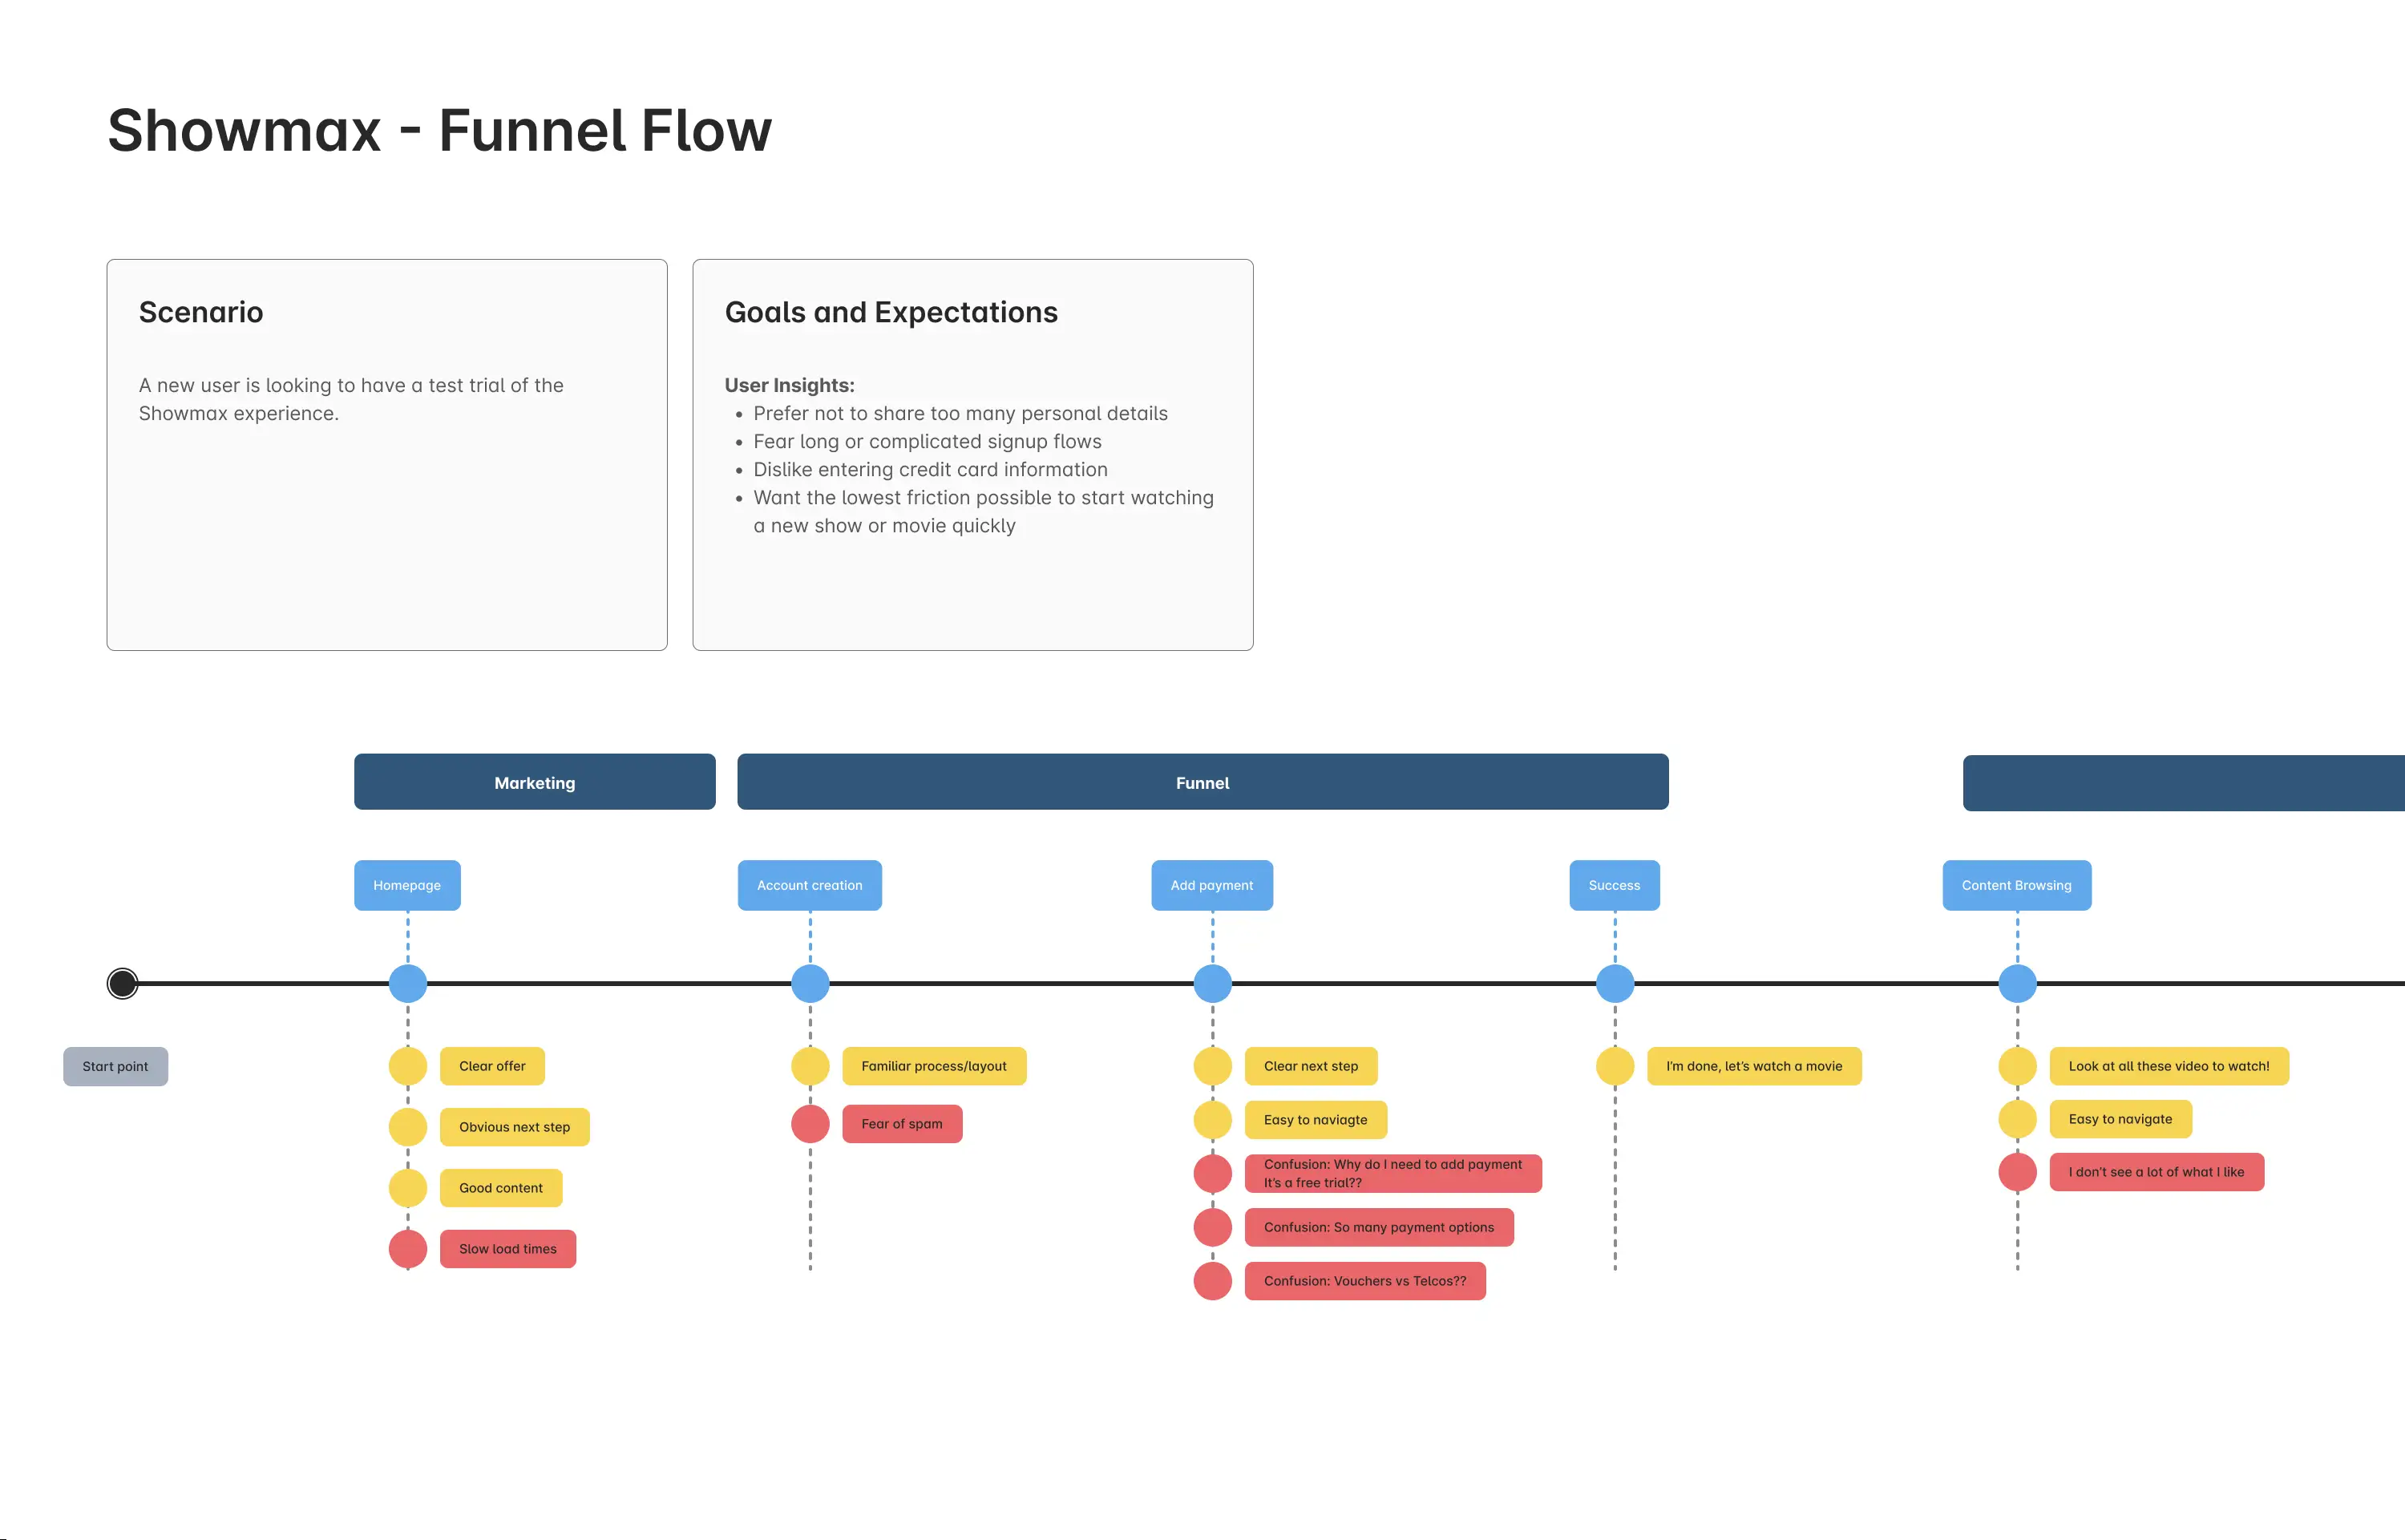 Showmax - Funnel Flow
Scenario
A new user is looking to have a test trial of the
Showmax experience.
Goals and Expectations
User Insights:
• Prefer not to share too many personal details
• Fear long or complicated signup flows
• Dislike entering credit card information
• Want the lowest friction possible to start watching
a new show or movie quickly
Marketing
Funnel
Homepage
Account creation
Add payment
Success
Content Browsing
Start point
Clear offer
Obvious next step
Good content
Slow load times
Familiar process/layout
Fear of spam
Clear next step
Easy to naviagte
Confusion: Why do I need to add payment
It's a free trial??
Confusion: So many payment options
Confusion: Vouchers vs Telcos??
I'm done, let's watch a movie
Look at all these video to watch!
Easy to navigate
I don't see a lot of what I like